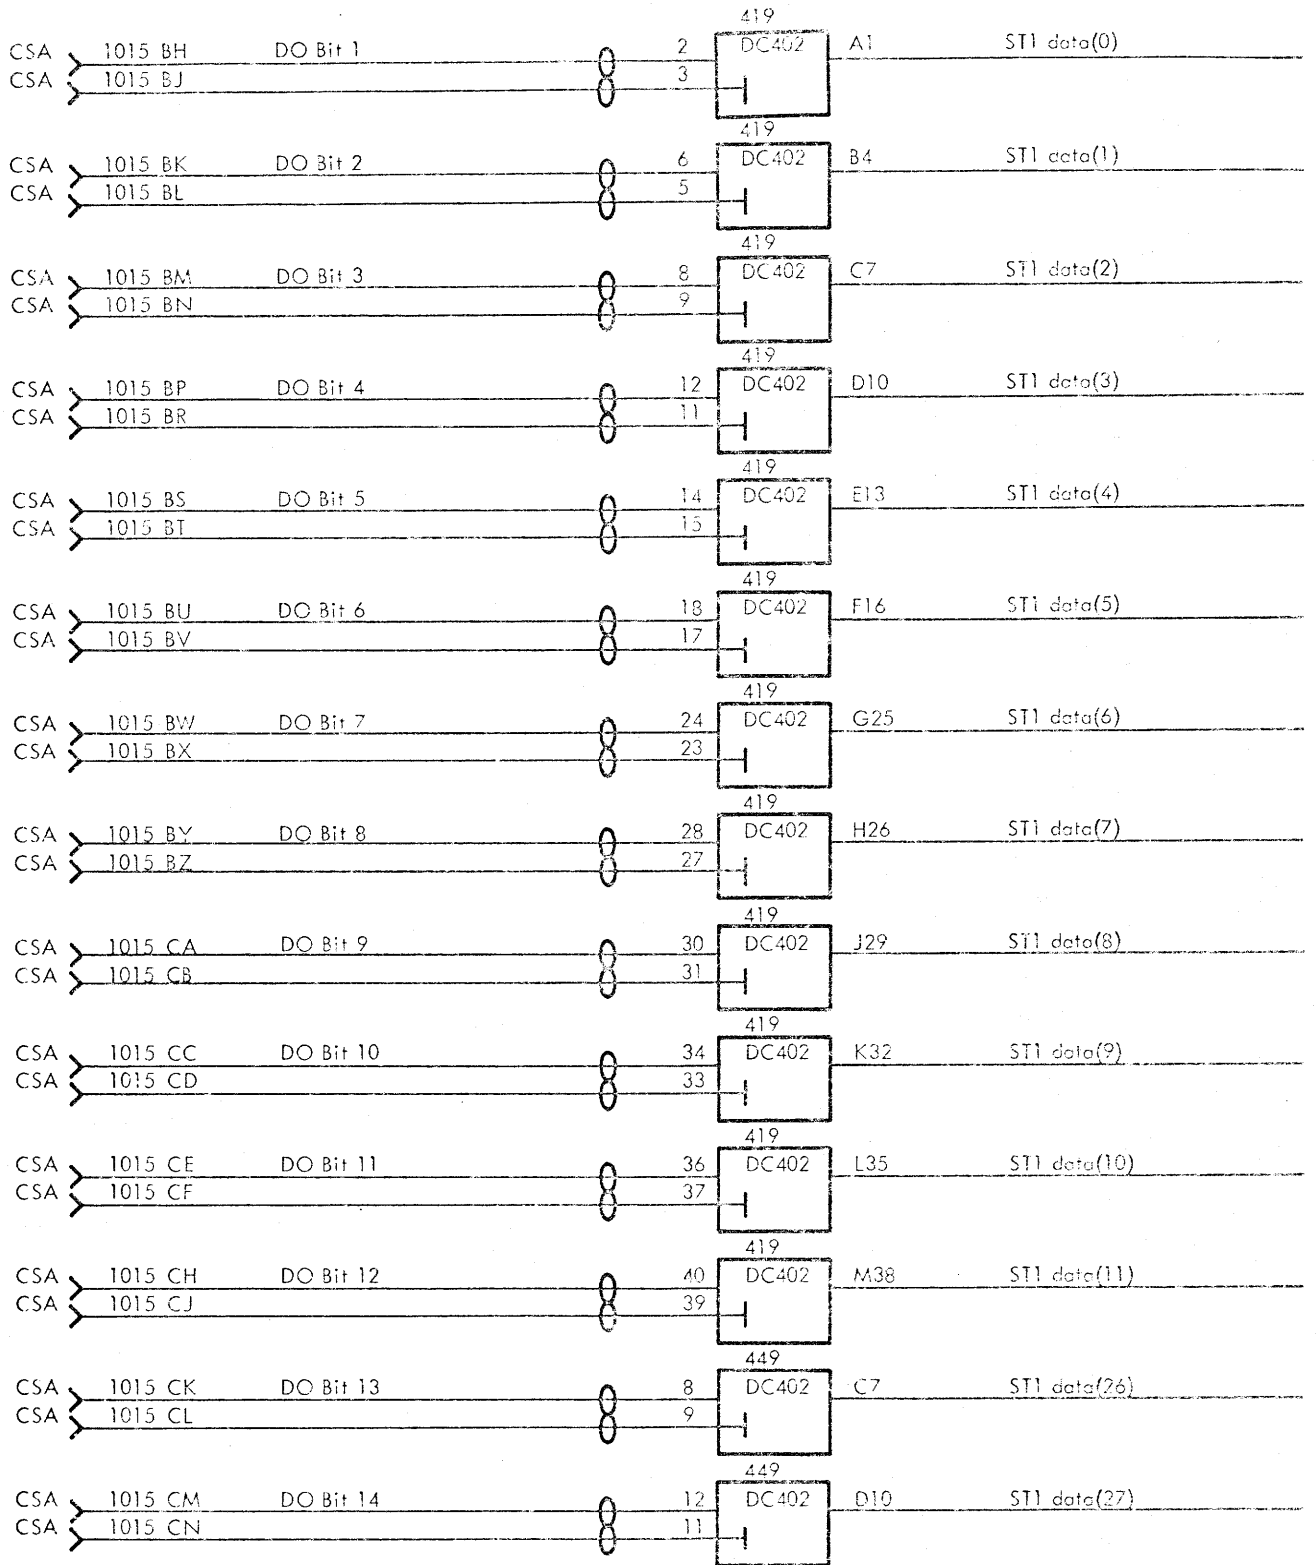 419
CSA 1015 BH DO Bit 1 2 DC402 A1 ST1 data(0)
CSA 1015 BJ 3
419
CSA 1015 BK DO Bit 2 6 DC402 B4 ST1 data(1)
CSA 1015 BL 5
419
CSA 1015 BM DO Bit 3 8 DC402 C7 ST1 data(2)
CSA 1015 BN 9
419
CSA 1015 BP DO Bit 4 12 DC402 D10 ST1 data(3)
CSA 1015 BR 11
419
CSA 1015 BS DO Bit 5 14 DC402 E13 ST1 data(4)
CSA 1015 BT 15
419
CSA 1015 BU DO Bit 6 18 DC402 F16 ST1 data(5)
CSA 1015 BV 17
419
CSA 1015 BW DO Bit 7 24 DC402 G25 ST1 data(6)
CSA 1015 BX 23
419
CSA 1015 BY DO Bit 8 28 DC402 H26 ST1 data(7)
CSA 1015 BZ 27
419
CSA 1015 CA DO Bit 9 30 DC402 J29 ST1 data(8)
CSA 1015 CB 31
419
CSA 1015 CC DO Bit 10 34 DC402 K32 ST1 data(9)
CSA 1015 CD 33
419
CSA 1015 CE DO Bit 11 36 DC402 L35 ST1 data(10)
CSA 1015 CF 37
419
CSA 1015 CH DO Bit 12 40 DC402 M38 ST1 data(11)
CSA 1015 CJ 39
449
CSA 1015 CK DO Bit 13 8 DC402 C7 ST1 data(26)
CSA 1015 CL 9
449
CSA 1015 CM DO Bit 14 12 DC402 D10 ST1 data(27)
CSA 1015 CN 11